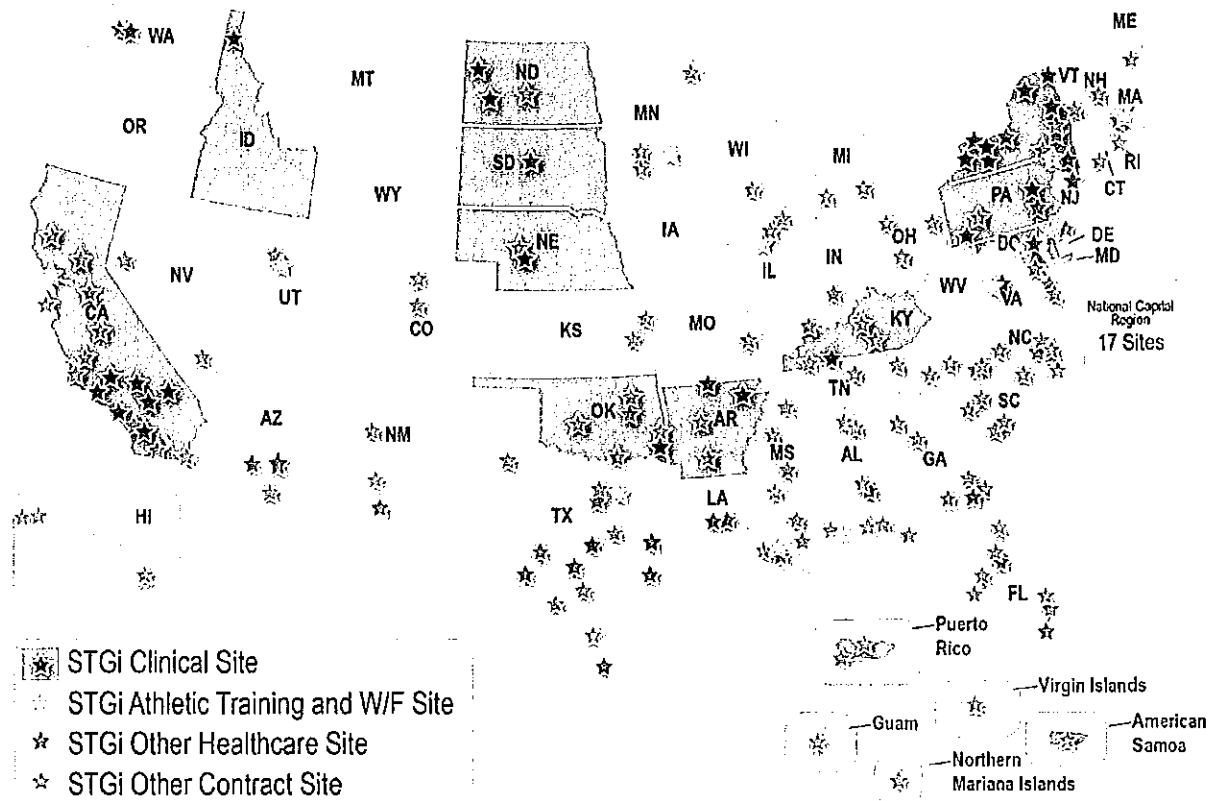 ME
WA
VT
NH
ND
MT
MA
MN
OR
ID
WI
MI
RI
SD
CT
PA
NJ
WY
NE
IA
OH
DC
DE
NV
IN
MD
IL
UT
WV
VA
CA
CO
KS
MO
KY
National Capital
Region
17 Sites
NC
TN
AZ
OK
AR
SC
NM
MS
AL
GA
LA
HI
TX
FL
Puerto
Rico
Virgin Islands
Guam
American
Samoa
Northern
Mariana Islands
STGi Clinical Site
STGi Athletic Training and W/F Site
STGi Other Healthcare Site
STGi Other Contract Site